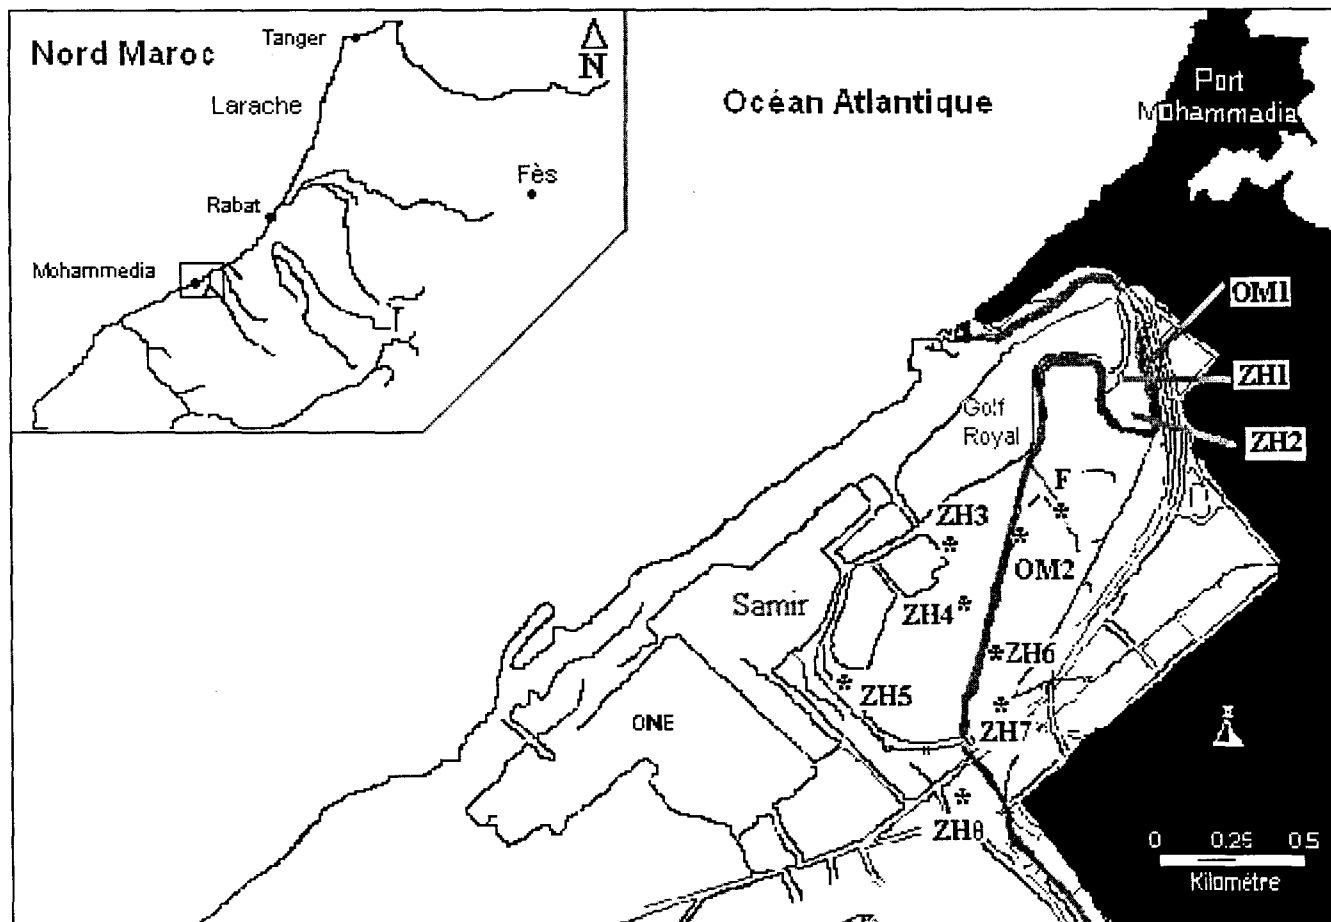 Nord Maroc
Tanger
N
Larache
Fès
Rabat
Mohammedia
Océan Atlantique
Port
Mohammadia
OM1
ZH1
ZH2
Golf
Royal
F
ZH3
OM2
Samir
ZH4
ZH6
ZH5
ZH7
ONE
ZH8
0 0.25 0.5
Kilométre